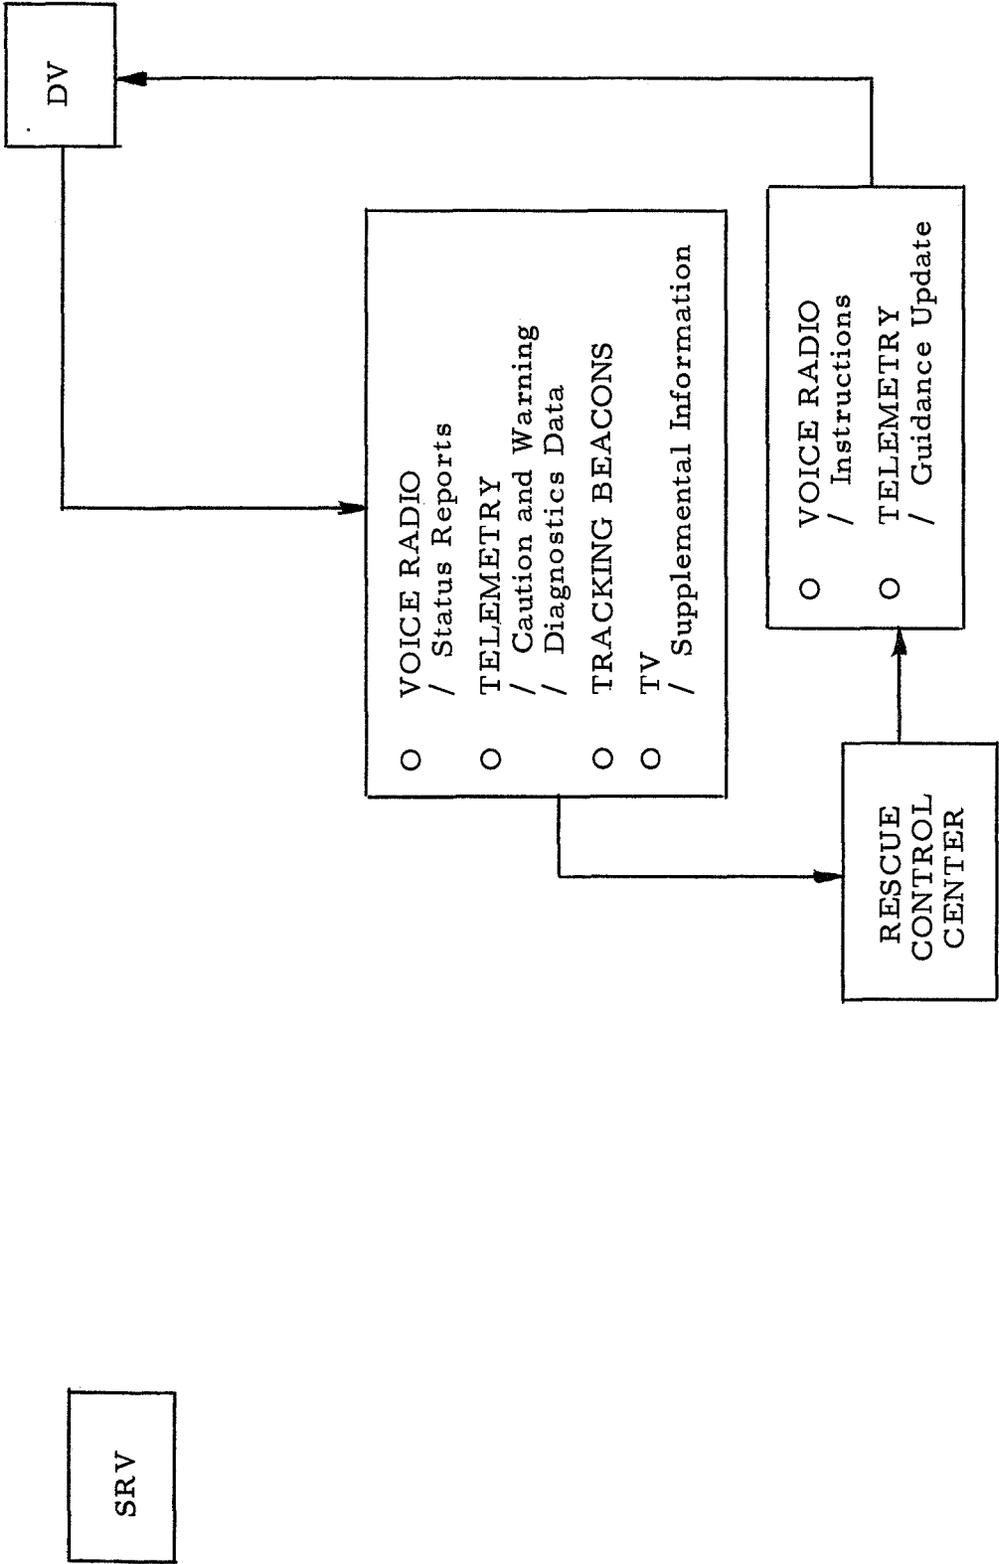 SRV
DV
○ VOICE RADIO
/ Status Reports
○ TELEMETRY
/ Caution and Warning
/ Diagnostics Data
○ TRACKING BEACONS
○ TV
/ Supplemental Information
RESCUE
CONTROL
CENTER
○ VOICE RADIO
/ Instructions
○ TELEMETRY
/ Guidance Update